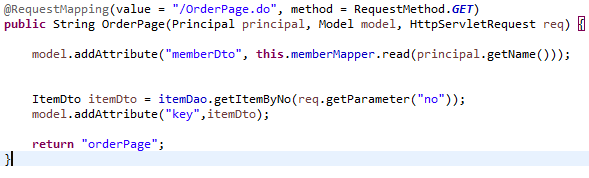 @RequestMapping(value = "/OrderPage.do", method = RequestMethod.GET)
public String OrderPage(Principal principal, Model model, HttpServletRequest req) {
model.addAttribute("memberDto", this.memberMapper.read(principal.getName()));
ItemDto itemDto = itemDao.getItemByNo(req.getParameter("no"));
model.addAttribute("key",itemDto);
return "orderPage";
}